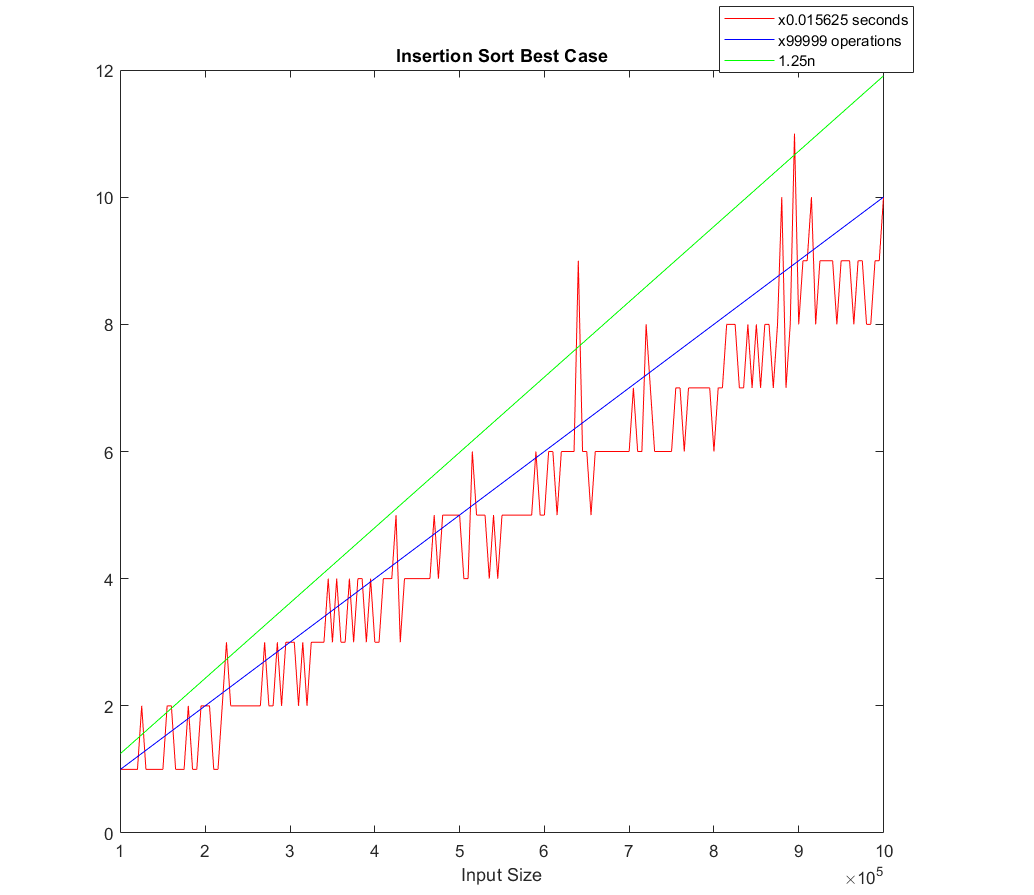 x0.015625 seconds
x99999 operations
1.25n
Insertion Sort Best Case
12
10
8
6
4
2
0
1 2 3 4 5 6 7 8 9 10
Input Size
×10^5